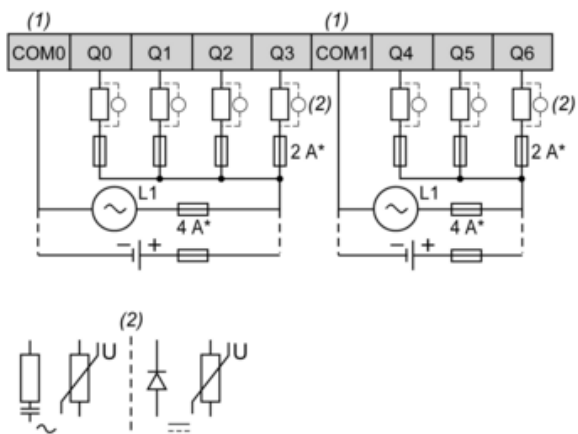 (1) (1)
COM0 Q0 Q1 Q2 Q3 COM1 Q4 Q5 Q6
(2) (2)
2 A* 2 A*
L1 L1
4 A* 4 A*
− + − +
(2)
U U